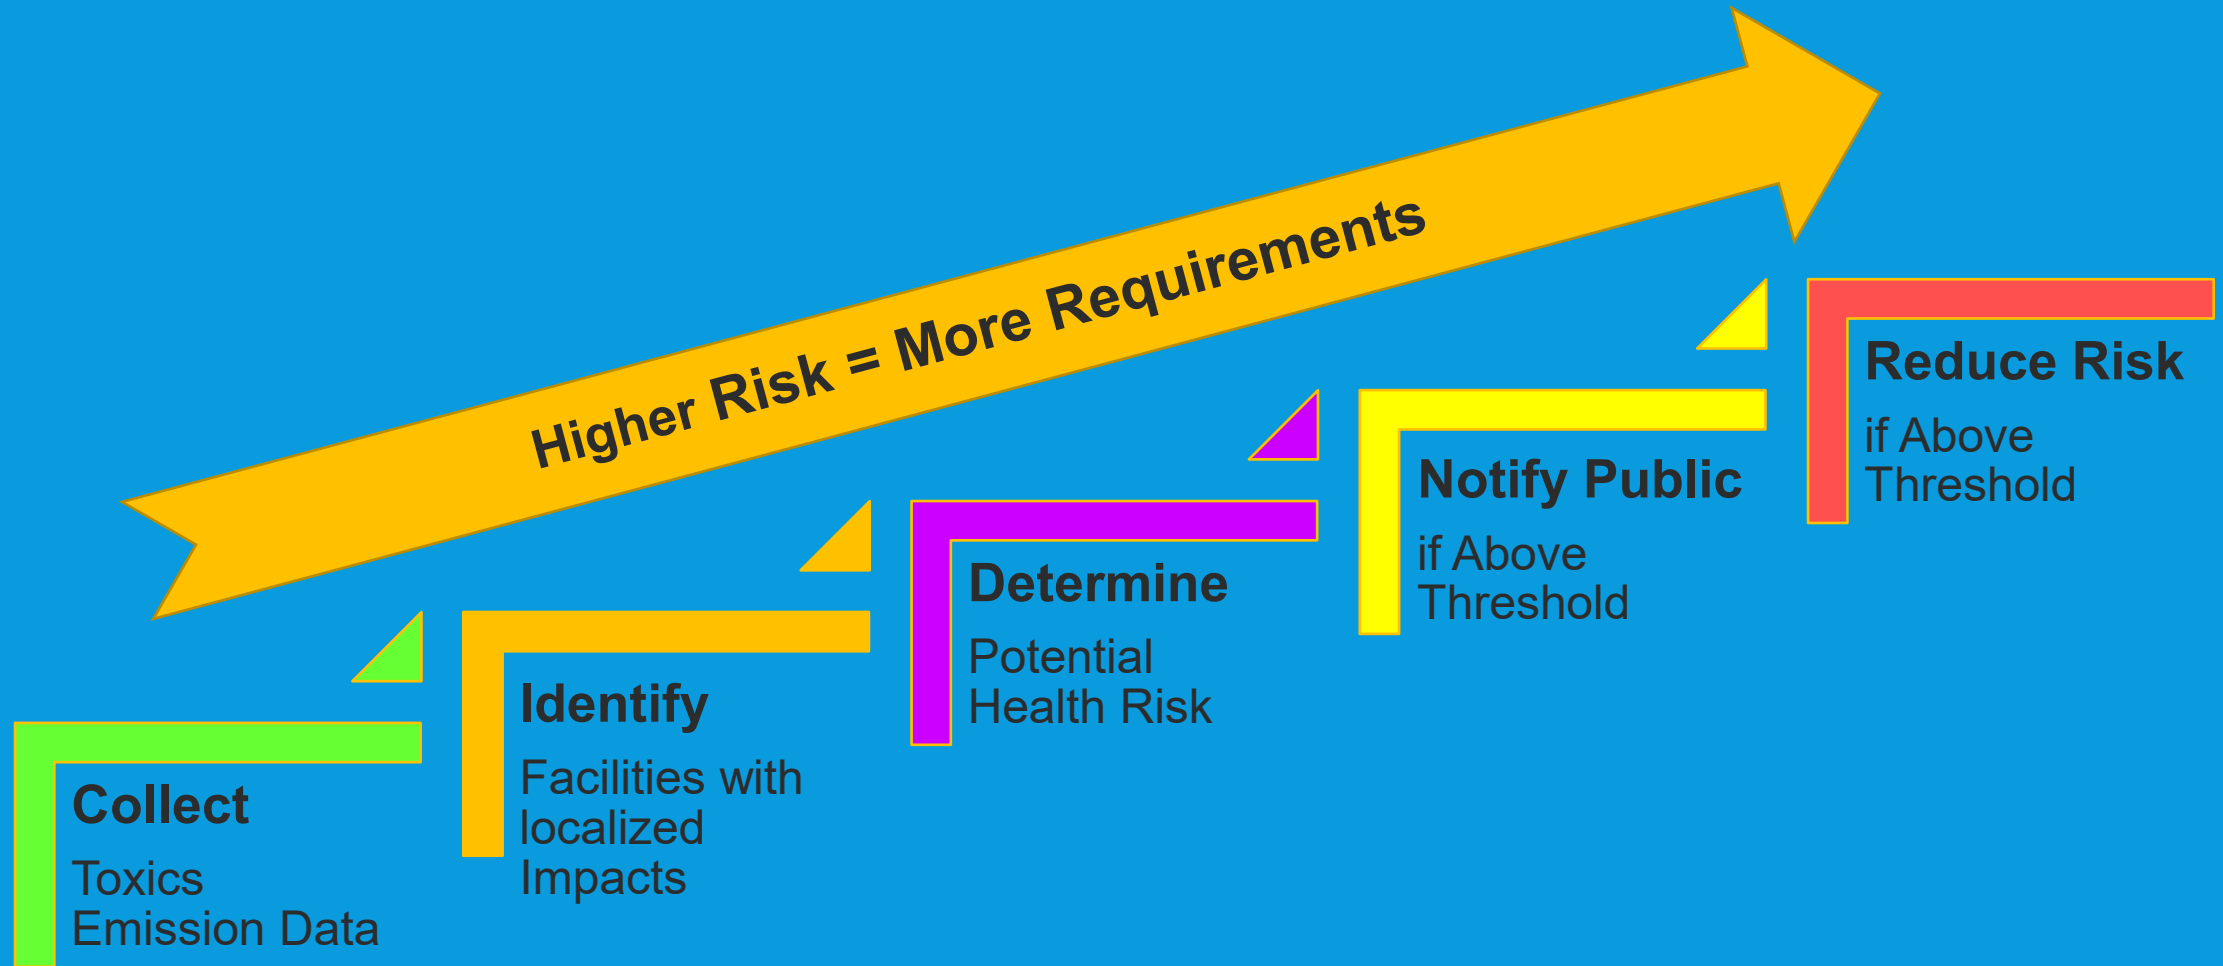 Higher Risk = More Requirements
Collect
Toxics
Emission Data
Identify
Facilities with
localized
Impacts
Determine
Potential
Health Risk
Notify Public
if Above
Threshold
Reduce Risk
if Above
Threshold